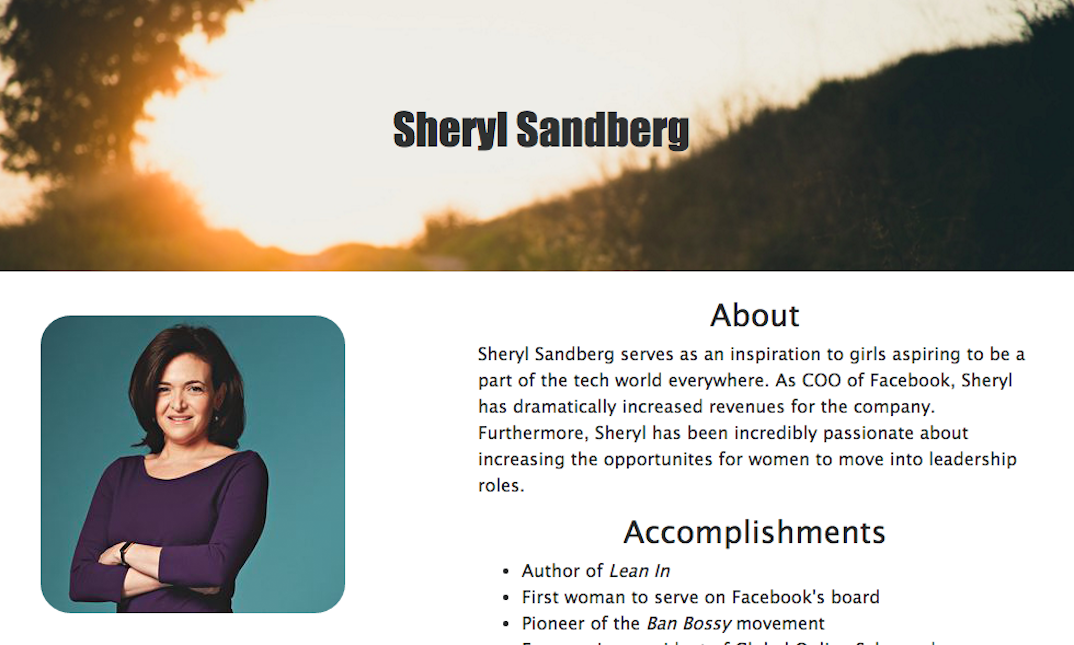 Sheryl Sandberg
About
Sheryl Sandberg serves as an inspiration to girls aspiring to be a
part of the tech world everywhere. As COO of Facebook, Sheryl
has dramatically increased revenues for the company.
Furthermore, Sheryl has been incredibly passionate about
increasing the opportunites for women to move into leadership
roles.
Accomplishments
• Author of Lean In
• First woman to serve on Facebook's board
• Pioneer of the Ban Bossy movement